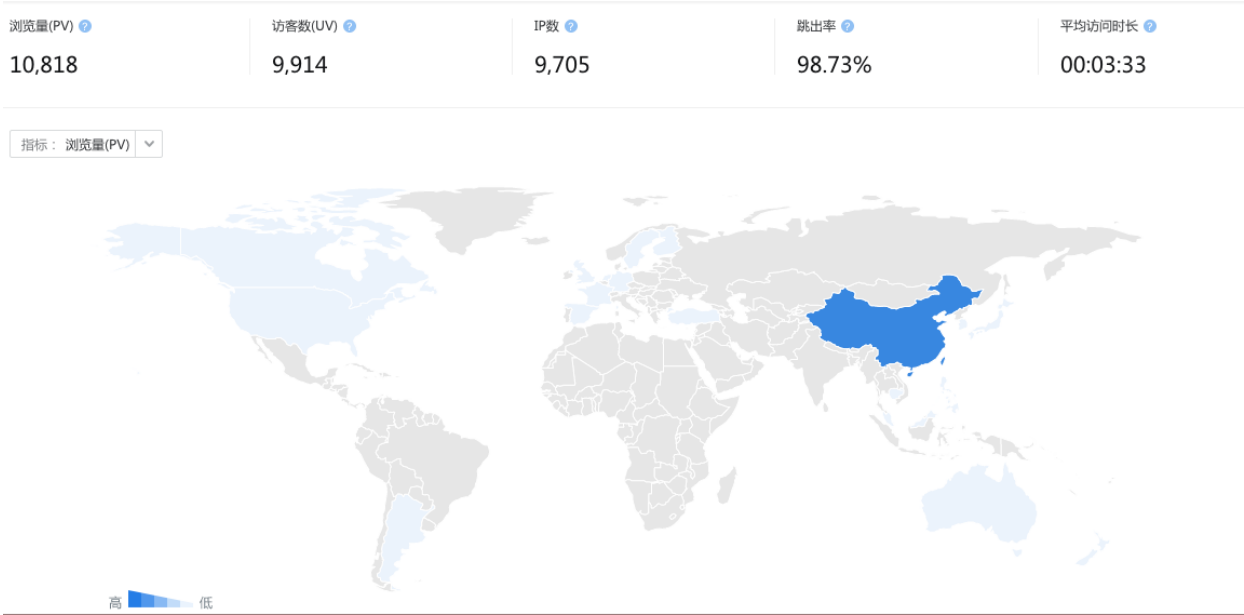 浏览量(PV) ? 访客数(UV) ? IP数 ? 跳出率 ? 平均访问时长 ?
10,818 9,914 9,705 98.73% 00:03:33
指标： 浏览量(PV)
高 低